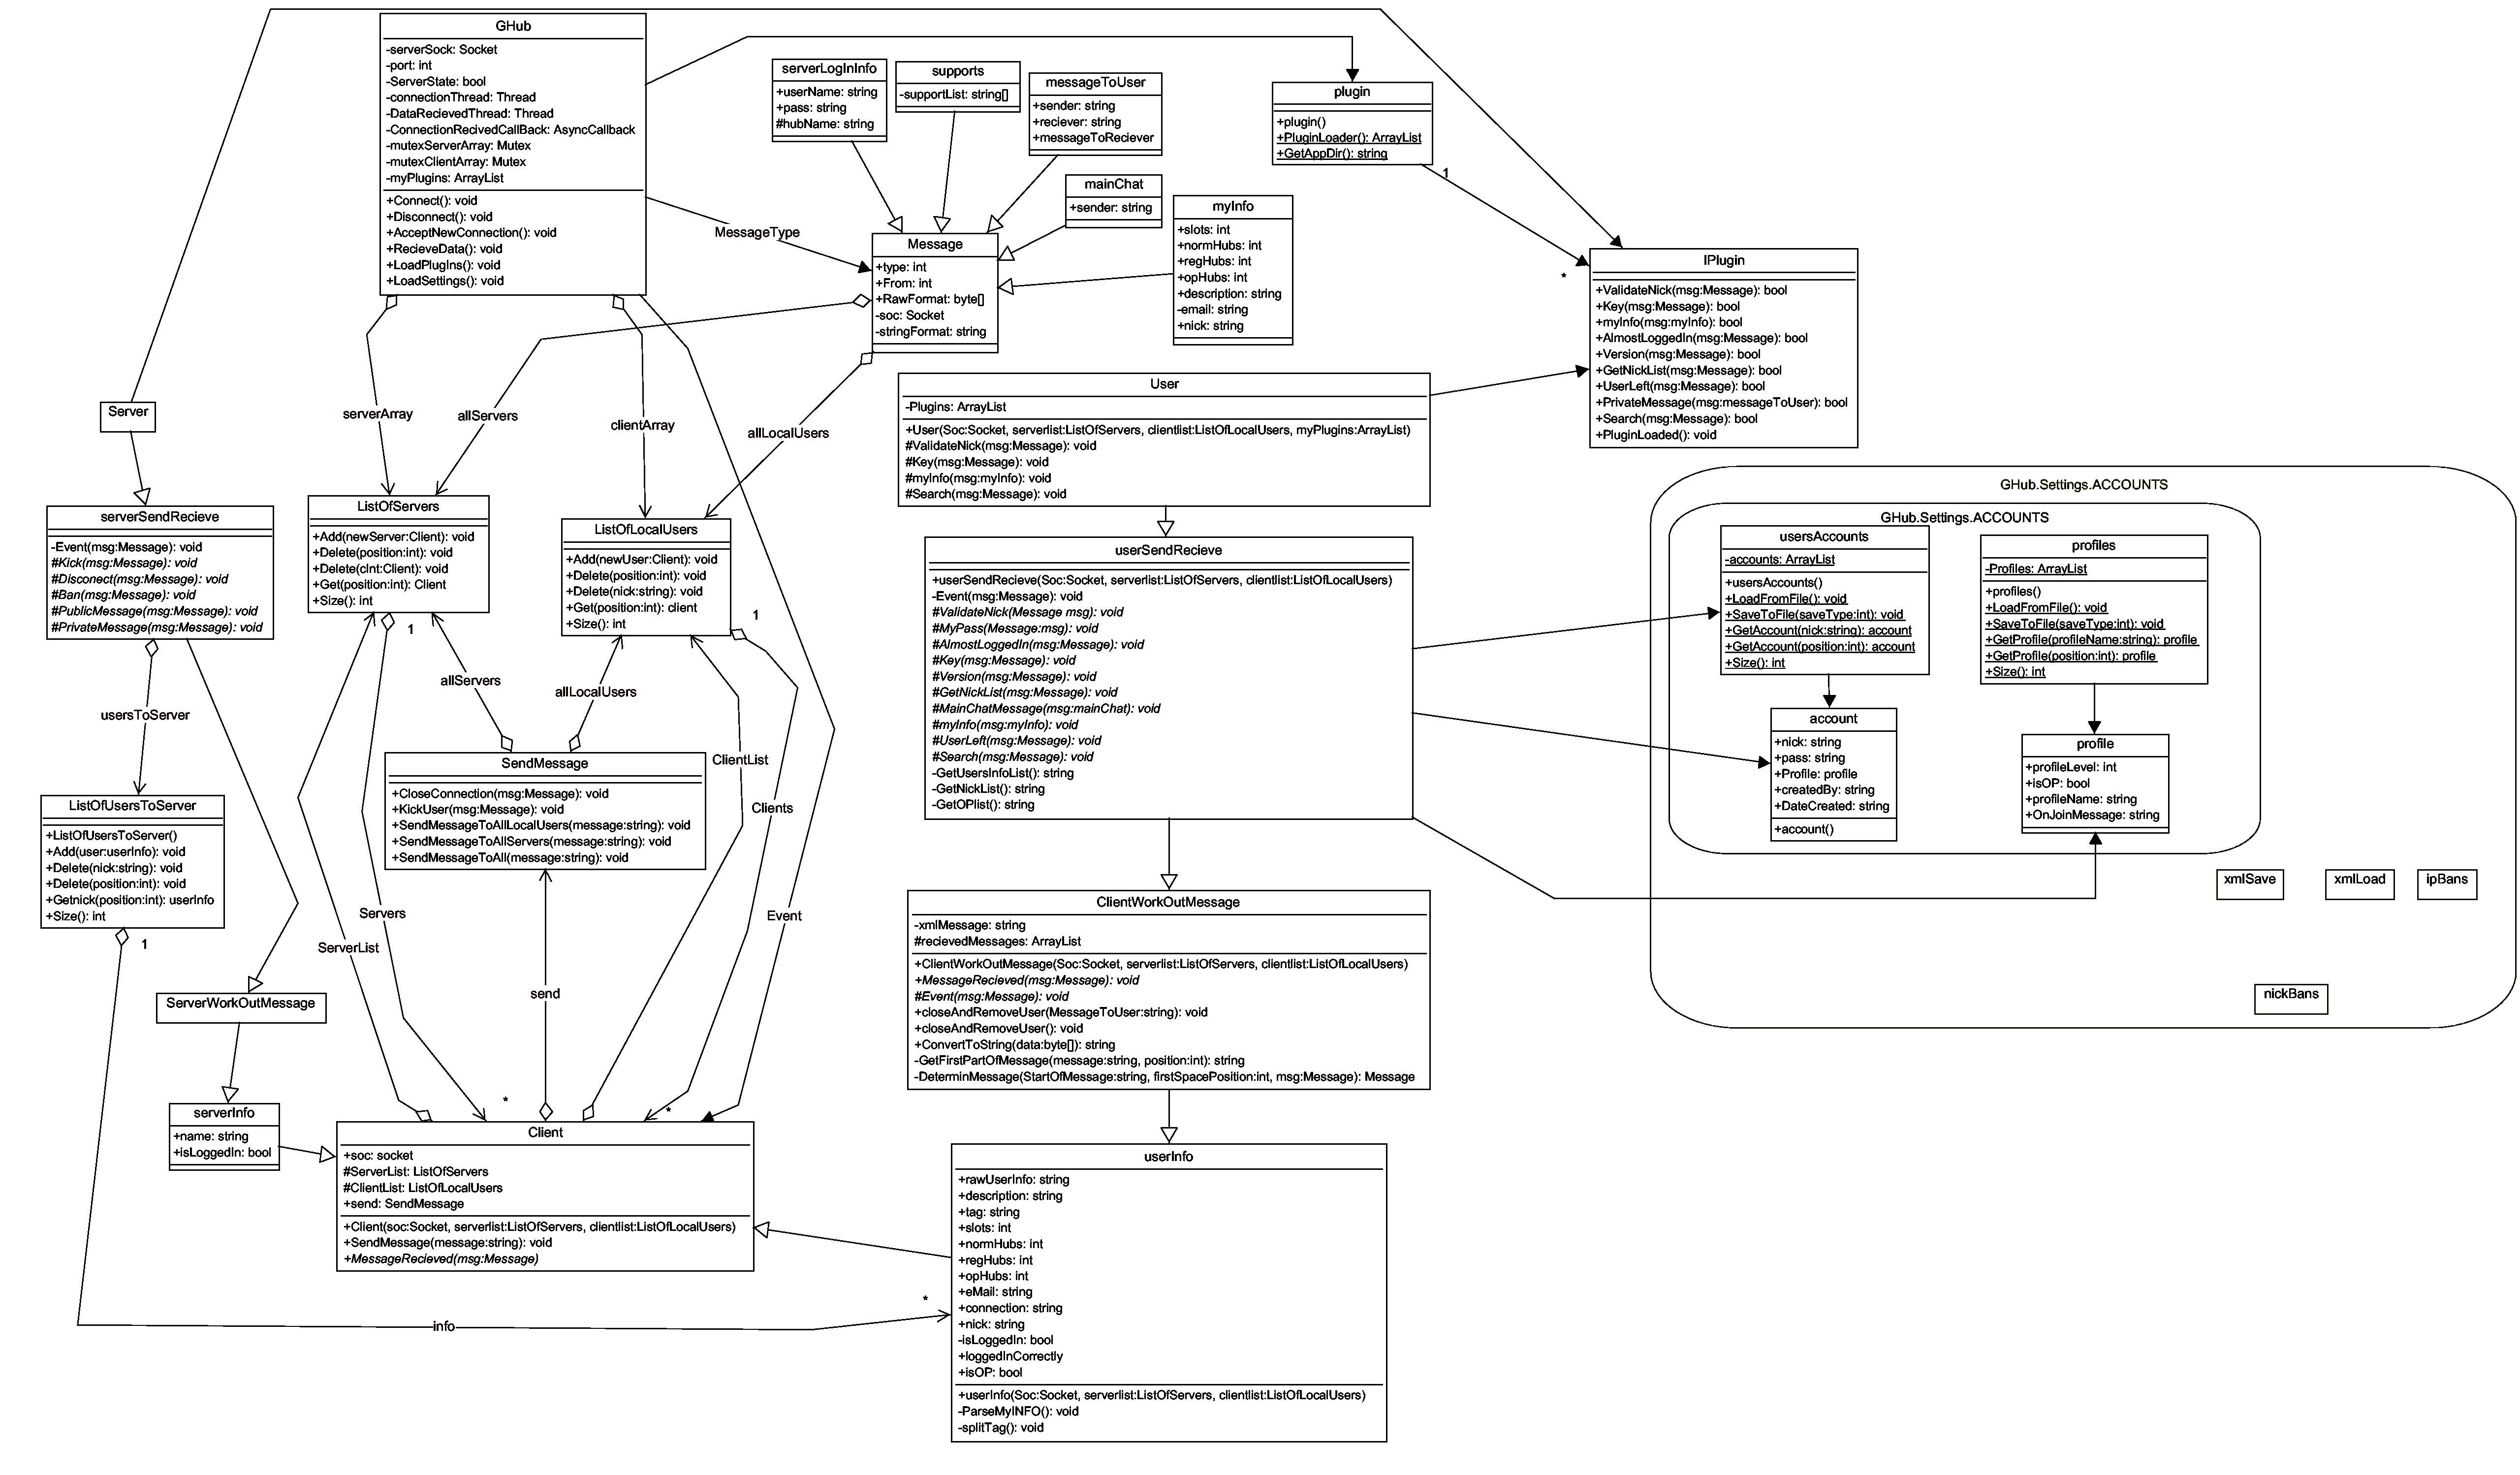 GHub
-serverSock: Socket
-port: int
-ServerState: bool
-connectionThread: Thread
-DataRecievedThread: Thread
-ConnectionRecivedCallBack: AsyncCallback
-mutexServerArray: Mutex
-mutexClientArray: Mutex
-myPlugins: ArrayList
+Connect(): void
+Disconnect(): void
+AcceptNewConnection(): void
+RecieveData(): void
+LoadPlugIns(): void
+LoadSettings(): void
serverLogInInfo
+userName: string
+pass: string
#hubName: string
supports
-supportList: string[]
messageToUser
+sender: string
+reciever: string
+messageToReciever
mainChat
+sender: string
myInfo
+slots: int
+normHubs: int
+regHubs: int
+opHubs: int
+description: string
-email: string
+nick: string
plugin
+plugin()
+PluginLoader(): ArrayList
+GetAppDir(): string
1
*
MessageType
Message
+type: int
+From: int
+RawFormat: byte[]
-soc: Socket
-stringFormat: string
IPlugin
+ValidateNick(msg:Message): bool
+Key(msg:Message): bool
+myInfo(msg:myInfo): bool
+AlmostLoggedIn(msg:Message): bool
+Version(msg:Message): bool
+GetNickList(msg:Message): bool
+UserLeft(msg:Message): bool
+PrivateMessage(msg:messageToUser): bool
+Search(msg:Message): bool
+PluginLoaded(): void
Server
serverArray
allServers
clientArray
allLocalUsers
User
-Plugins: ArrayList
+User(Soc:Socket, serverlist:ListOfServers, clientlist:ListOfLocalUsers, myPlugins:ArrayList)
#ValidateNick(msg:Message): void
#Key(msg:Message): void
#myInfo(msg:myInfo): void
#Search(msg:Message): void
serverSendRecieve
-Event(msg:Message): void
#Kick(msg:Message): void
#Disconect(msg:Message): void
#Ban(msg:Message): void
#PublicMessage(msg:Message): void
#PrivateMessage(msg:Message): void
ListOfServers
+Add(newServer:Client): void
+Delete(position:int): void
+Delete(clnt:Client): void
+Get(position:int): Client
+Size(): int
1
ListOfLocalUsers
+Add(newUser:Client): void
+Delete(position:int): void
+Delete(nick:string): void
+Get(position:int): client
+Size(): int
1
userSendRecieve
+userSendRecieve(Soc:Socket, serverlist:ListOfServers, clientlist:ListOfLocalUsers)
-Event(msg:Message): void
#ValidateNick(Message msg): void
#MyPass(Message:msg): void
#AlmostLoggedIn(msg:Message): void
#Key(msg:Message): void
#Version(msg:Message): void
#GetNickList(msg:Message): void
#MainChatMessage(msg:mainChat): void
#myInfo(msg:myInfo): void
#UserLeft(msg:Message): void
#Search(msg:Message): void
-GetUsersInfoList(): string
-GetNickList(): string
-GetOPlist(): string
GHub.Settings.ACCOUNTS
GHub.Settings.ACCOUNTS
usersAccounts
-accounts: ArrayList
+usersAccounts()
+LoadFromFile(): void
+SaveToFile(saveType:int): void
+GetAccount(nick:string): account
+GetAccount(position:int): account
+Size(): int
profiles
-Profiles: ArrayList
+profiles()
+LoadFromFile(): void
+SaveToFile(saveType:int): void
+GetProfile(profileName:string): profile
+GetProfile(position:int): profile
+Size(): int
account
+nick: string
+pass: string
+Profile: profile
+createdBy: string
+DateCreated: string
+account()
profile
+profileLevel: int
+isOP: bool
+profileName: string
+OnJoinMessage: string
xmlSave
xmlLoad
ipBans
nickBans
usersToServer
allServers
allLocalUsers
ClientList
Clients
Event
Servers
ServerList
send
ListOfUsersToServer
+ListOfUsersToServer()
+Add(user:userInfo): void
+Delete(nick:string): void
+Delete(position:int): void
+Getnick(position:int): userInfo
+Size(): int
1
SendMessage
+CloseConnection(msg:Message): void
+KickUser(msg:Message): void
+SendMessageToAllLocalUsers(message:string): void
+SendMessageToAllServers(message:string): void
+SendMessageToAll(message:string): void
ClientWorkOutMessage
-xmlMessage: string
#recievedMessages: ArrayList
+ClientWorkOutMessage(Soc:Socket, serverlist:ListOfServers, clientlist:ListOfLocalUsers)
+MessageRecieved(msg:Message): void
#Event(msg:Message): void
+closeAndRemoveUser(MessageToUser:string): void
+closeAndRemoveUser(): void
+ConvertToString(data:byte[]): string
-GetFirstPartOfMessage(message:string, position:int): string
-DeterminMessage(StartOfMessage:string, firstSpacePosition:int, msg:Message): Message
ServerWorkOutMessage
serverInfo
+name: string
+isLoggedIn: bool
*
*
Client
+soc: socket
#ServerList: ListOfServers
#ClientList: ListOfLocalUsers
+send: SendMessage
+Client(soc:Socket, serverlist:ListOfServers, clientlist:ListOfLocalUsers)
+SendMessage(message:string): void
+MessageRecieved(msg:Message)
userInfo
+rawUserInfo: string
+description: string
+tag: string
+slots: int
+normHubs: int
+regHubs: int
+opHubs: int
+eMail: string
+connection: string
+nick: string
-isLoggedIn: bool
+loggedInCorrectly
+isOP: bool
+userInfo(Soc:Socket, serverlist:ListOfServers, clientlist:ListOfLocalUsers)
-ParseMyINFO(): void
-splitTag(): void
*
info